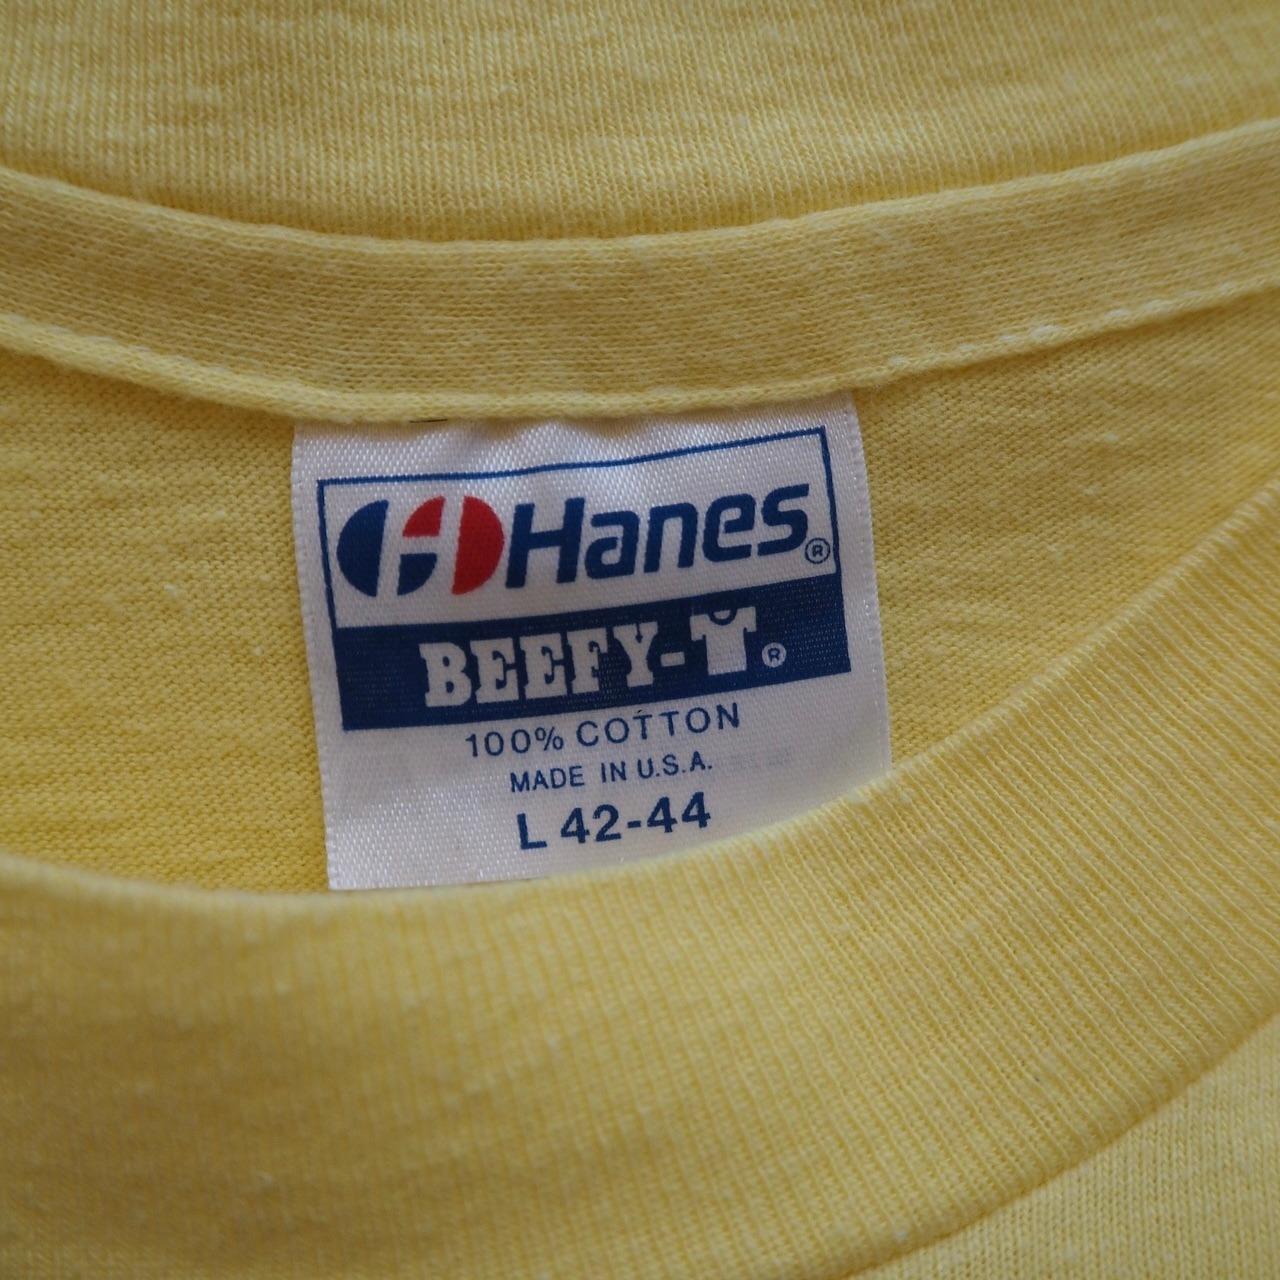 Hanes®
BEEFY-T®
100% COTTON
MADE IN U.S.A.
L 42-44